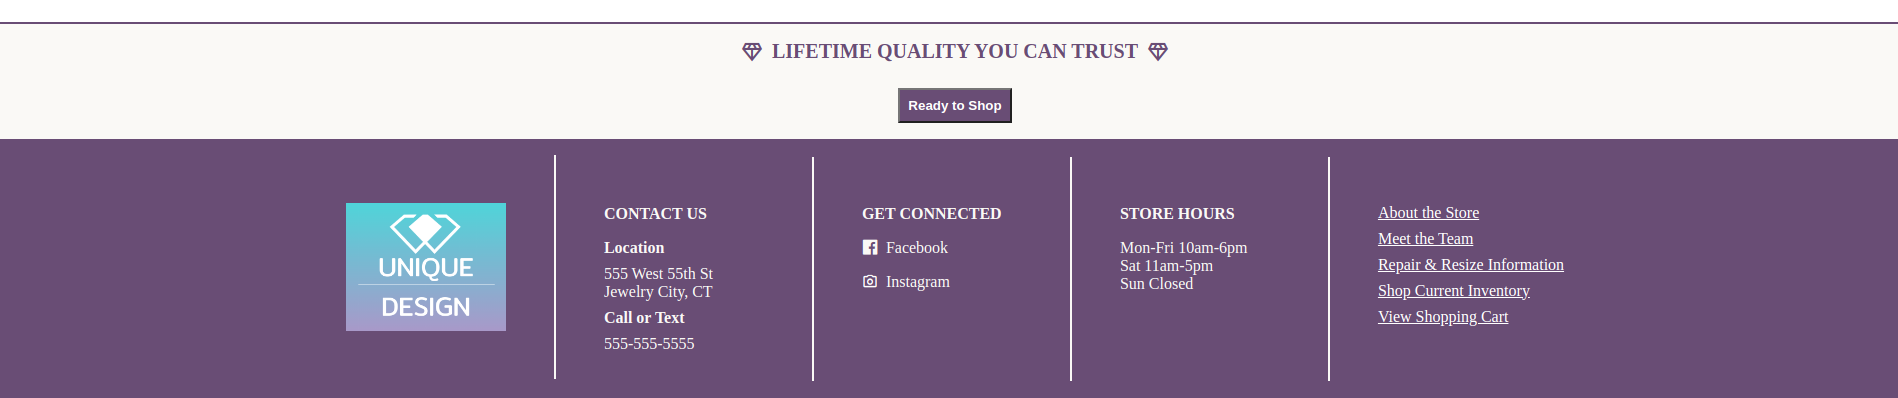 LIFETIME QUALITY YOU CAN TRUST
Ready to Shop
UNIQUE
DESIGN
CONTACT US
Location
555 West 55th St
Jewelry City, CT
Call or Text
555-555-5555
GET CONNECTED
Facebook
Instagram
STORE HOURS
Mon-Fri 10am-6pm
Sat 11am-5pm
Sun Closed
About the Store
Meet the Team
Repair & Resize Information
Shop Current Inventory
View Shopping Cart